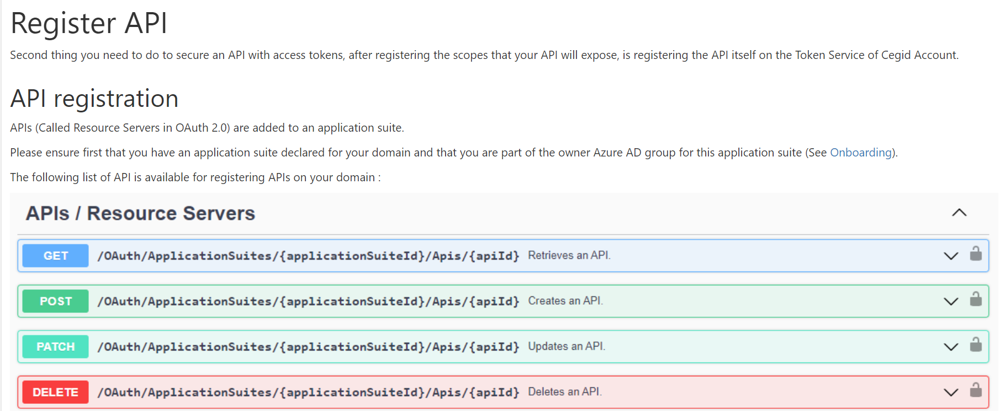 Register API
Second thing you need to do to secure an API with access tokens, after registering the scopes that your API will expose, is registering the API itself on the Token Service of Cegid Account.
API registration
APIs (Called Resource Servers in OAuth 2.0) are added to an application suite.
Please ensure first that you have an application suite declared for your domain and that you are part of the owner Azure AD group for this application suite (See Onboarding).
The following list of API is available for registering APIs on your domain :
APIs / Resource Servers
GET /OAuth/ApplicationSuites/{applicationSuiteId}/Apis/{apiId} Retrieves an API.
POST /OAuth/ApplicationSuites/{applicationSuiteId}/Apis/{apiId} Creates an API.
PATCH /OAuth/ApplicationSuites/{applicationSuiteId}/Apis/{apiId} Updates an API.
DELETE /OAuth/ApplicationSuites/{applicationSuiteId}/Apis/{apiId} Deletes an API.